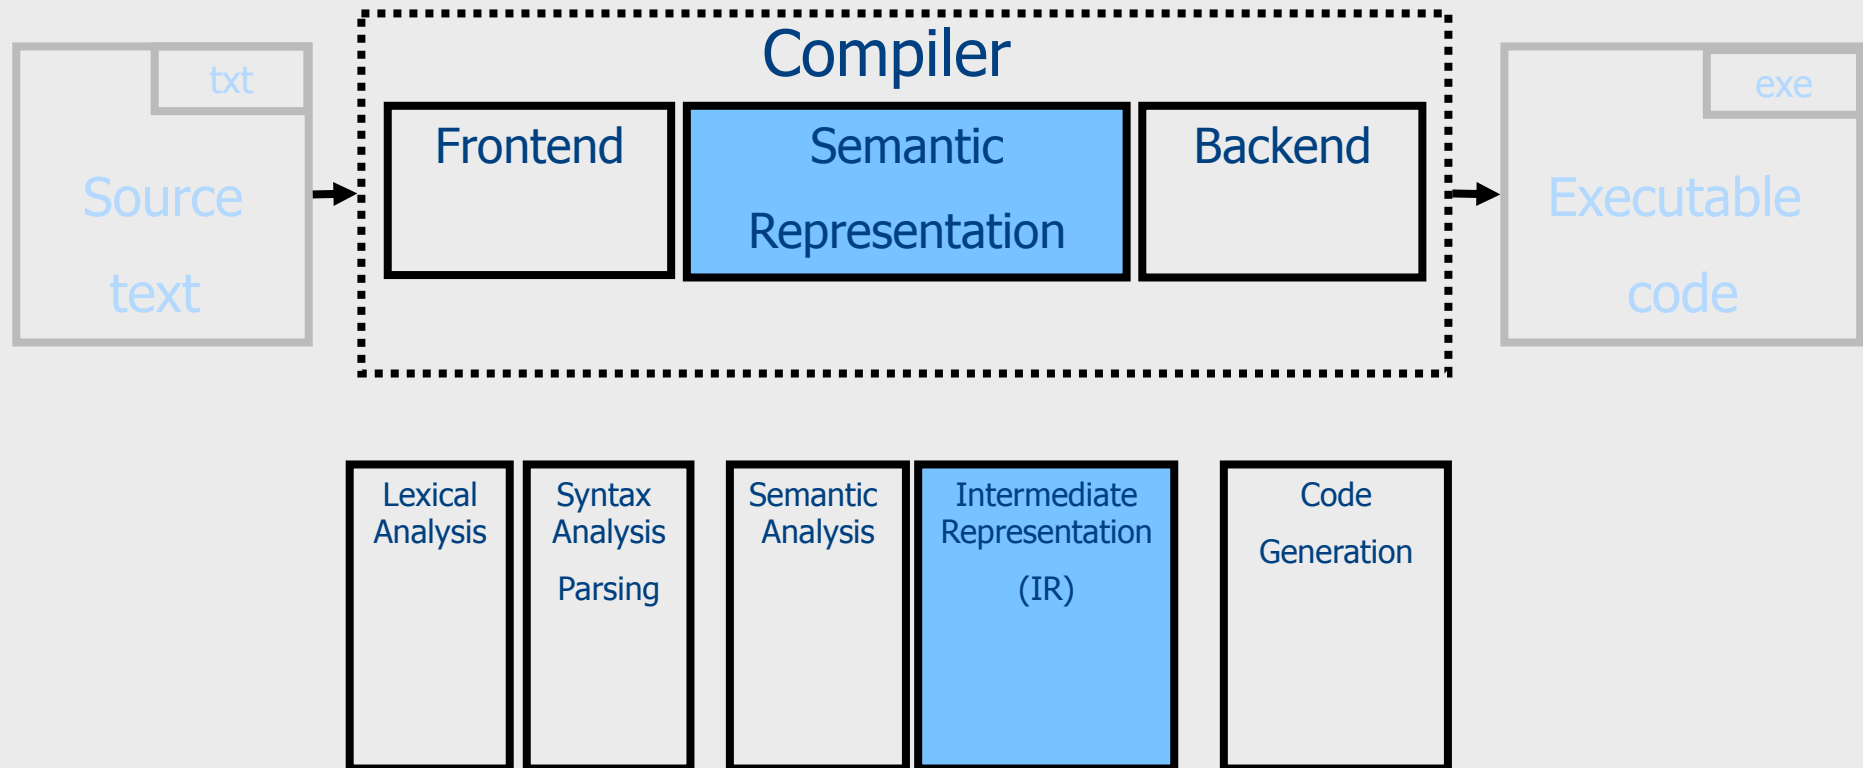 Compiler
txt
Source
text
Frontend
Semantic
Representation
Backend
exe
Executable
code
Lexical
Analysis
Syntax
Analysis
Parsing
Semantic
Analysis
Intermediate
Representation
(IR)
Code
Generation